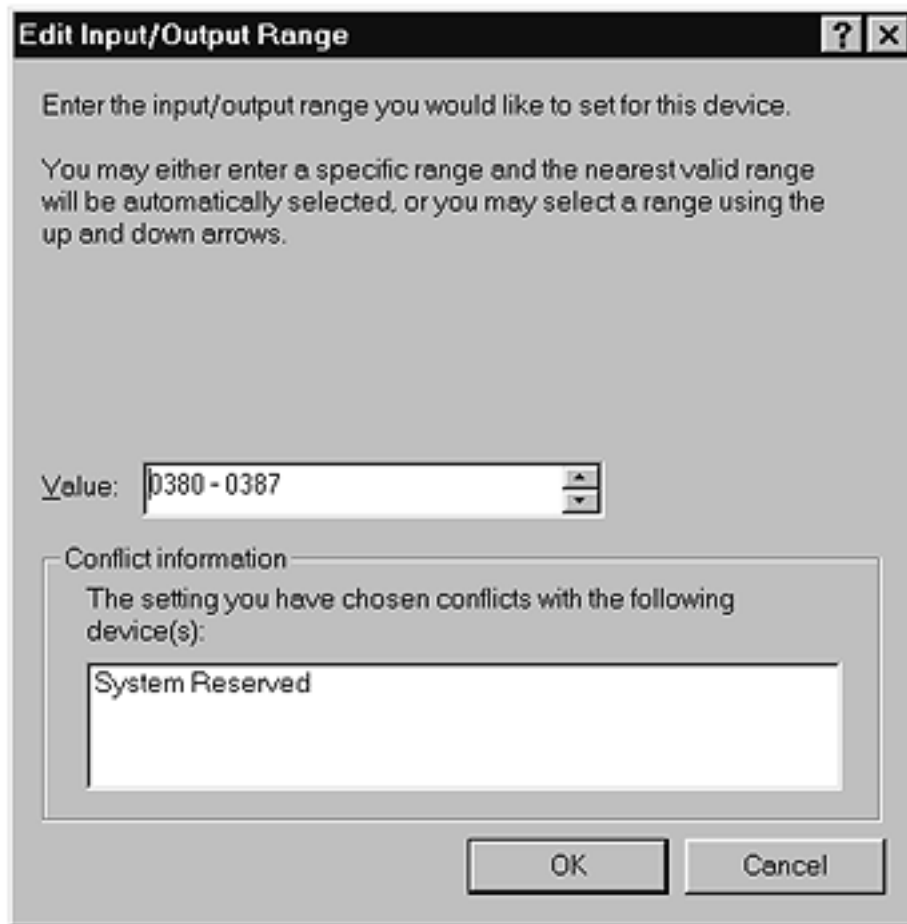 Edit Input/Output Range
Enter the input/output range you would like to set for this device.
You may either enter a specific range and the nearest valid range
will be automatically selected, or you may select a range using the
up and down arrows.
Value: 0380 - 0387
Conflict information
The setting you have chosen conflicts with the following
device(s):
System Reserved
OK Cancel